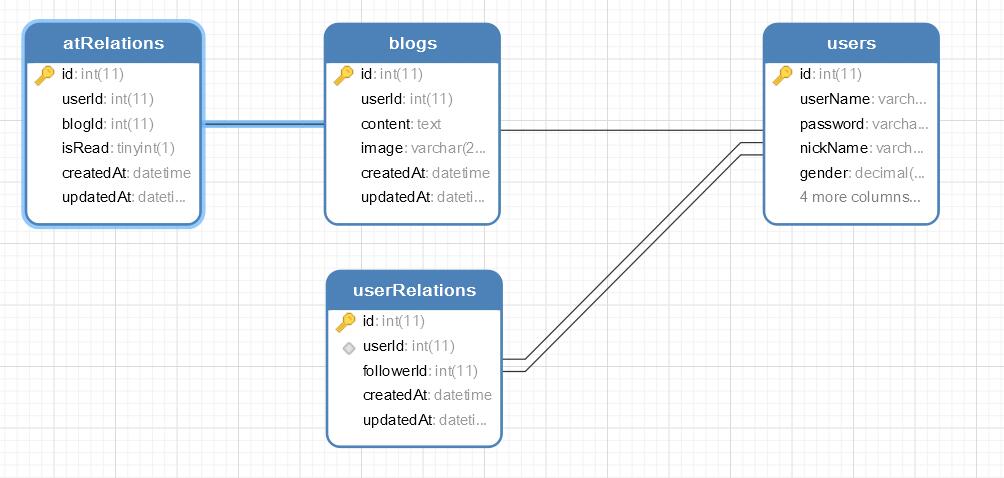 atRelations
id: int(11)
userId: int(11)
blogId: int(11)
isRead: tinyint(1)
createdAt: datetime
updatedAt: dateti...
blogs
id: int(11)
userId: int(11)
content: text
image: varchar(2...
createdAt: datetime
updatedAt: dateti...
users
id: int(11)
userName: varch...
password: varcha...
nickName: varch...
gender: decimal(...
4 more columns...
userRelations
id: int(11)
userId: int(11)
followerId: int(11)
createdAt: datetime
updatedAt: dateti...